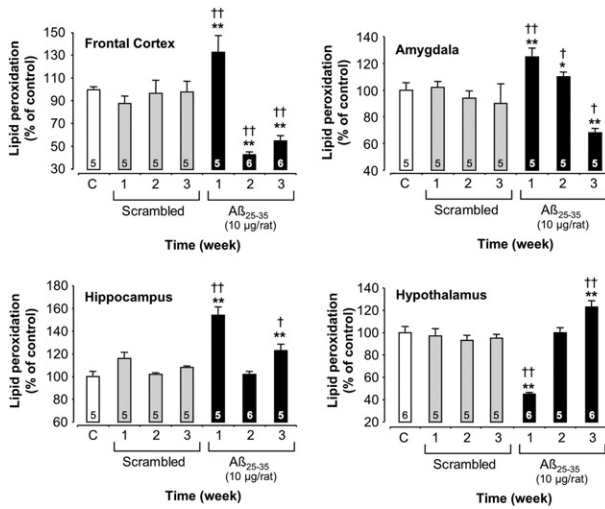 Frontal Cortex
Lipid peroxidation
(% of control)
150
130
110
90
70
50
30
††
**
††
**
††
**
5 5 5 5 5 6 6
C 1 2 3 1 2 3
Scrambled Aß25-35
(10 µg/rat)
Time (week)
Amygdala
Lipid peroxidation
(% of control)
140
120
100
80
60
40
††
**
†
*
†
**
5 5 5 5 5 5 5
C 1 2 3 1 2 3
Scrambled Aß25-35
(10 µg/rat)
Time (week)
Hippocampus
Lipid peroxidation
(% of control)
180
160
140
120
100
80
60
††
**
†
**
5 5 5 5 5 6 5
C 1 2 3 1 2 3
Scrambled Aß25-35
(10 µg/rat)
Time (week)
Hypothalamus
Lipid peroxidation
(% of control)
140
120
100
80
60
40
20
††
**
††
**
6 6 5 5 6 5 6
C 1 2 3 1 2 3
Scrambled Aß25-35
(10 µg/rat)
Time (week)